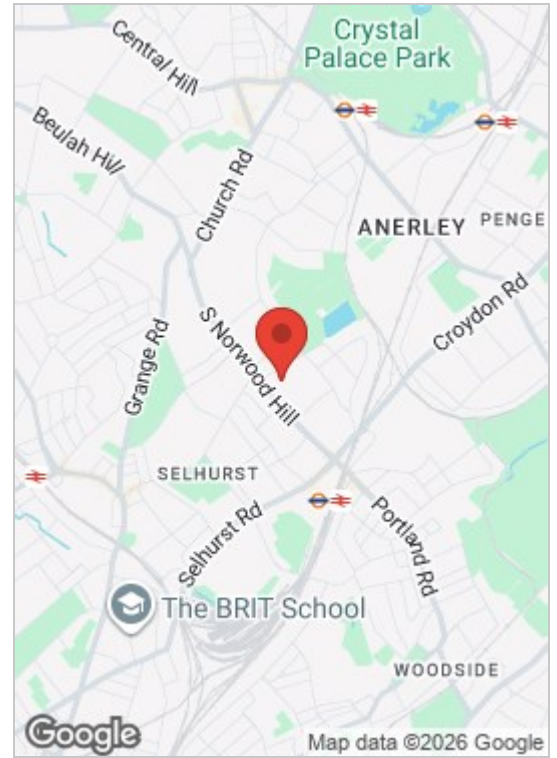 Crystal
Palace Park
Central Hill
Beulah Hill
Church Rd
ANERLEY
PENGE
Croydon Rd
S Norwood Hill
Grange Rd
SELHURST
Selhurst Rd
Portland Rd
The BRIT School
WOODSIDE
Google
Map data ©2026 Google